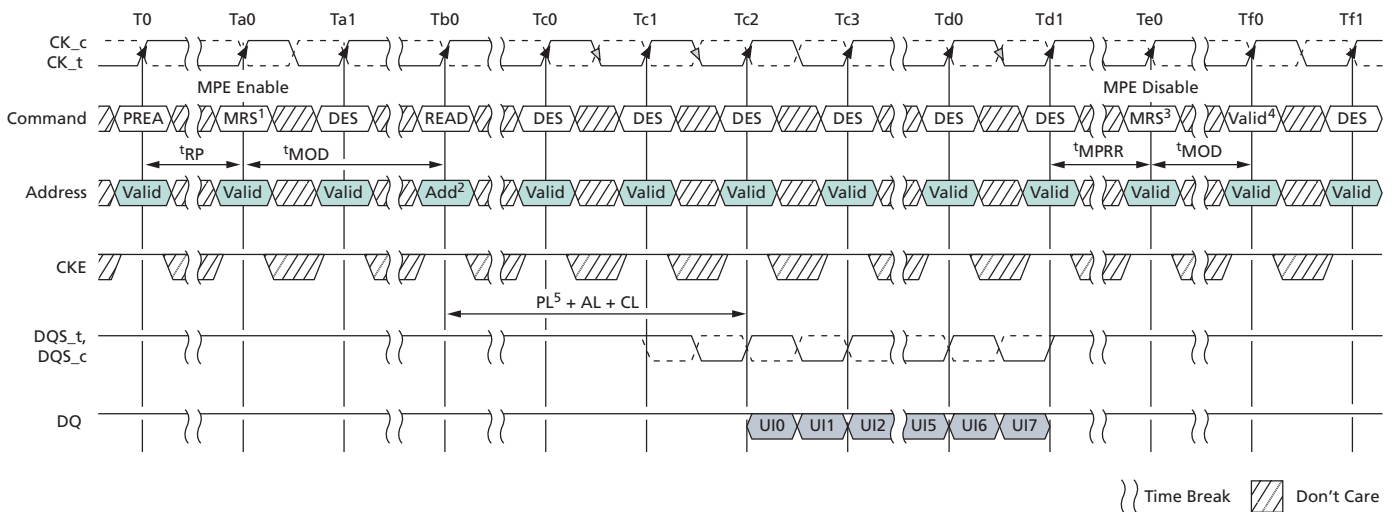 T0 Ta0 Ta1 Tb0 Tc0 Tc1 Tc2 Tc3 Td0 Td1 Te0 Tf0 Tf1
CK_c
CK_t
MPE Enable MPE Disable
Command PREA MRS¹ DES READ DES DES DES DES DES DES MRS³ Valid⁴ DES
tRP tMOD tMPRR tMOD
Address Valid Valid Valid Add² Valid Valid Valid Valid Valid Valid Valid Valid Valid
CKE
PL⁵ + AL + CL
DQS_t,
DQS_c
DQ UI0 UI1 UI2 UI5 UI6 UI7
Time Break Don't Care